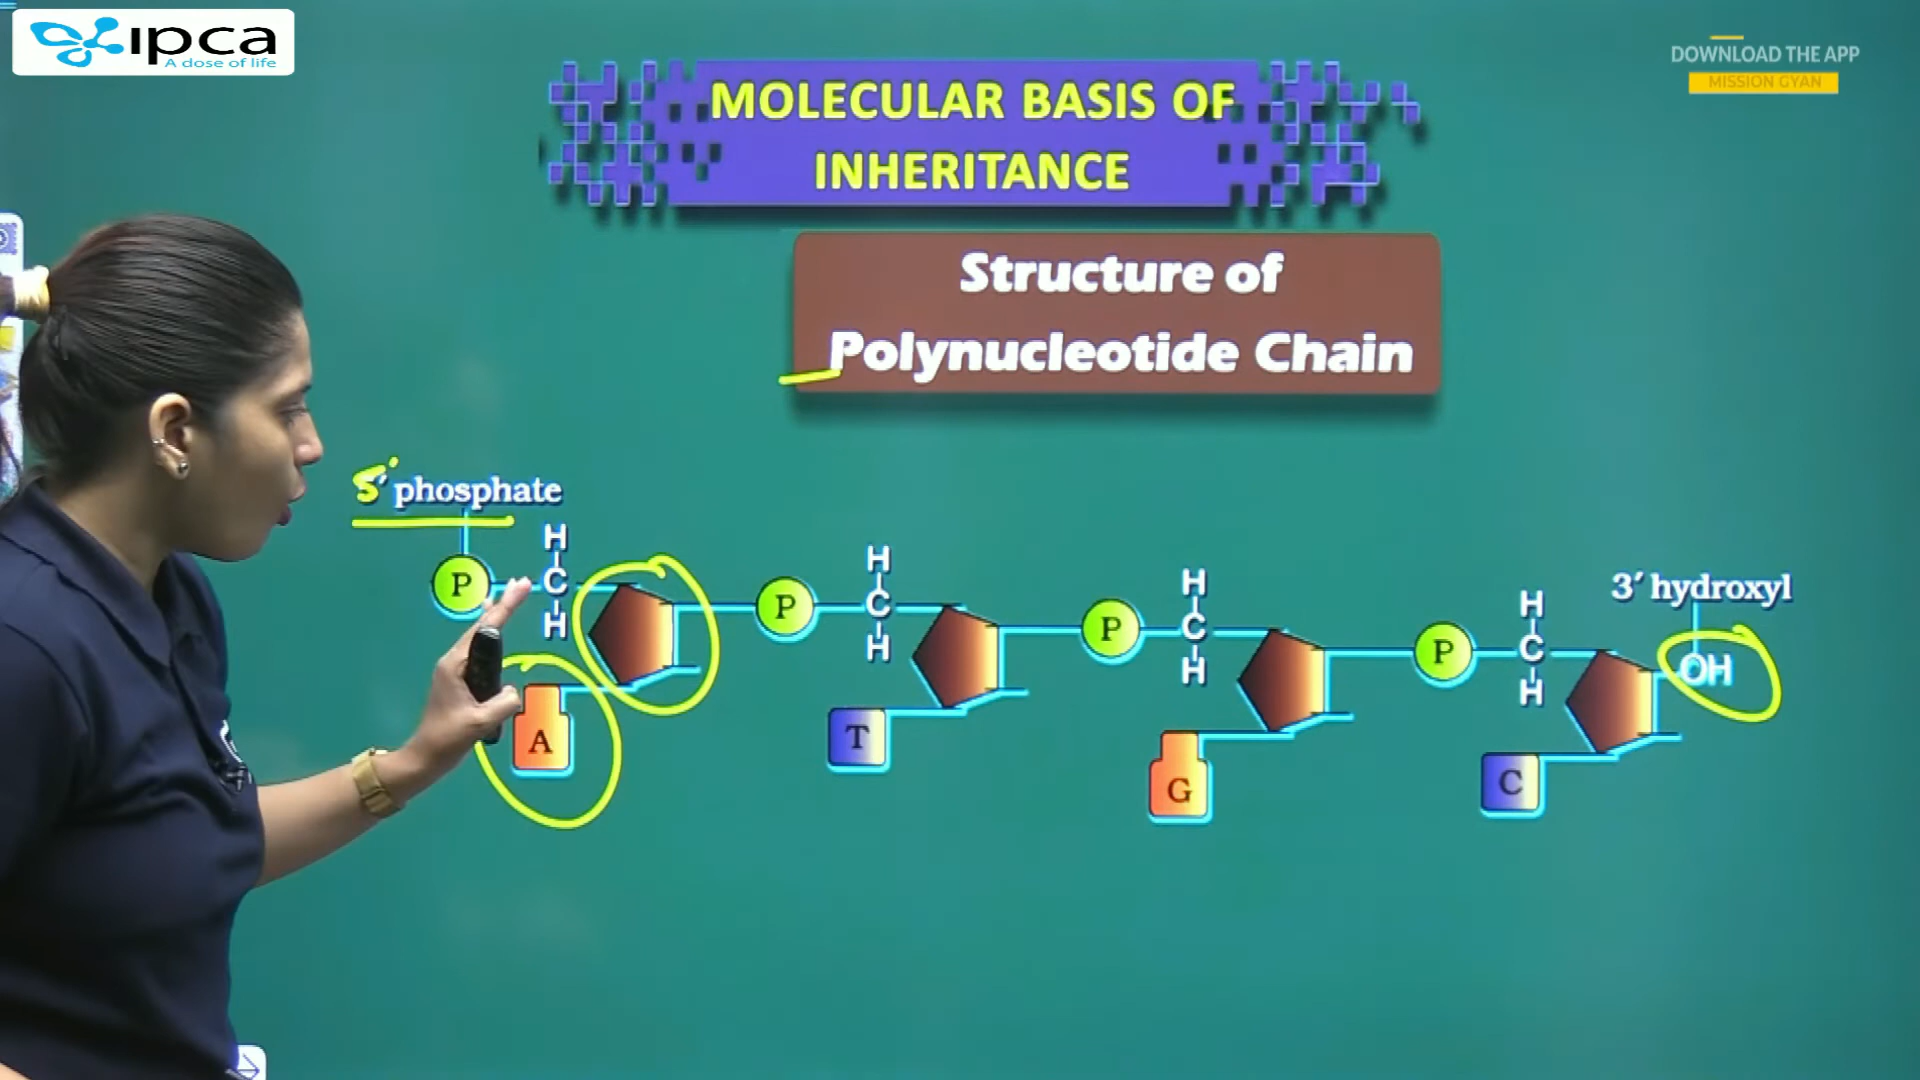 ipca
A dose of life
DOWNLOAD THE APP
MISSION GYAN
MOLECULAR BASIS OF
INHERITANCE
Structure of
Polynucleotide Chain
5′ phosphate
H
C
H
P
A
P
H
C
H
T
P
H
C
H
G
P
H
C
H
C
3′ hydroxyl
OH